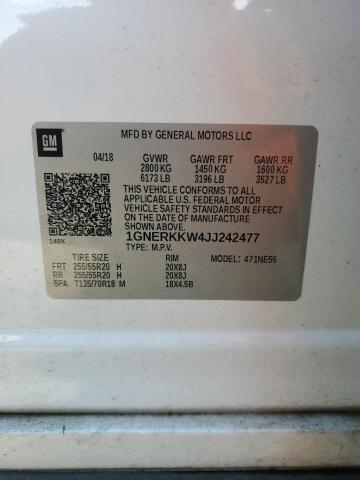 GM
MFD BY GENERAL MOTORS LLC
04/18 GVWR GAWR FRT GAWR RR
2800 KG 1450 KG 1600 KG
6173 LB 3196 LB 3527 LB
THIS VEHICLE CONFORMS TO ALL
APPLICABLE U.S. FEDERAL MOTOR
VEHICLE SAFETY STANDARDS IN EFFECT
ON THE DATE OF MANUFACTURE
SHOWN ABOVE.
1GNERKKW4JJ242477
148X TYPE: M.P.V.
TIRE SIZE RIM 471NE56
FRT 255/55R20 H 20X8J
RR 255/55R20 H 20X8J
SPA T135/70R18 M 18X4.5B